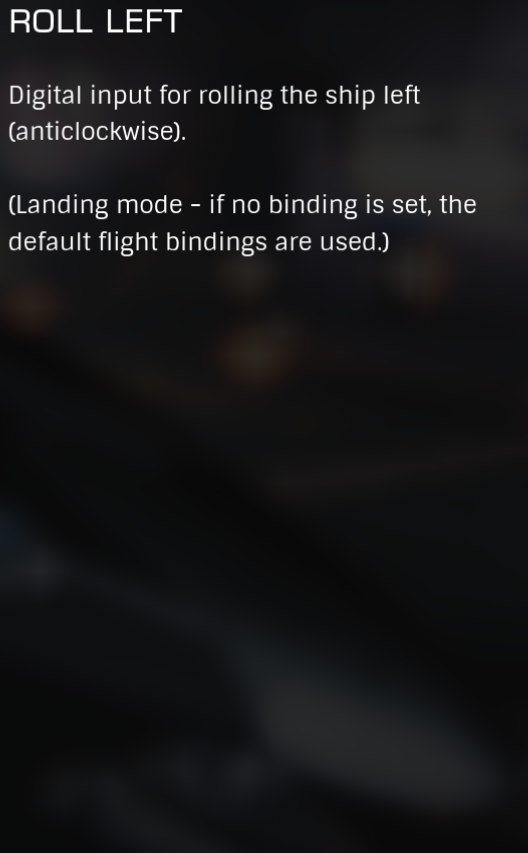 ROLL LEFT
Digital input for rolling the ship left
(anticlockwise).
(Landing mode - if no binding is set, the
default flight bindings are used.)